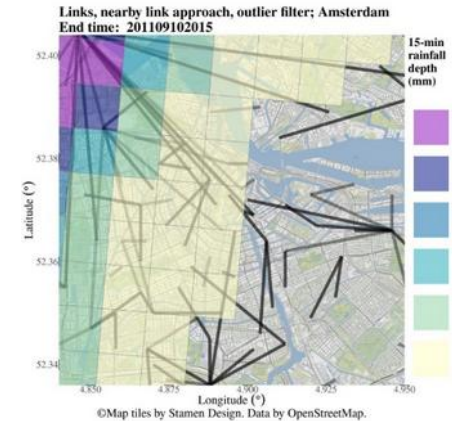 Links, nearby link approach, outlier filter; Amsterdam
End time: 201109102015
15-min
rainfall
depth
(mm)
52.40
52.38
52.36
52.34
Latitude (°)
4.850
4.875
4.900
4.925
4.950
Longitude (°)
©Map tiles by Stamen Design. Data by OpenStreetMap.